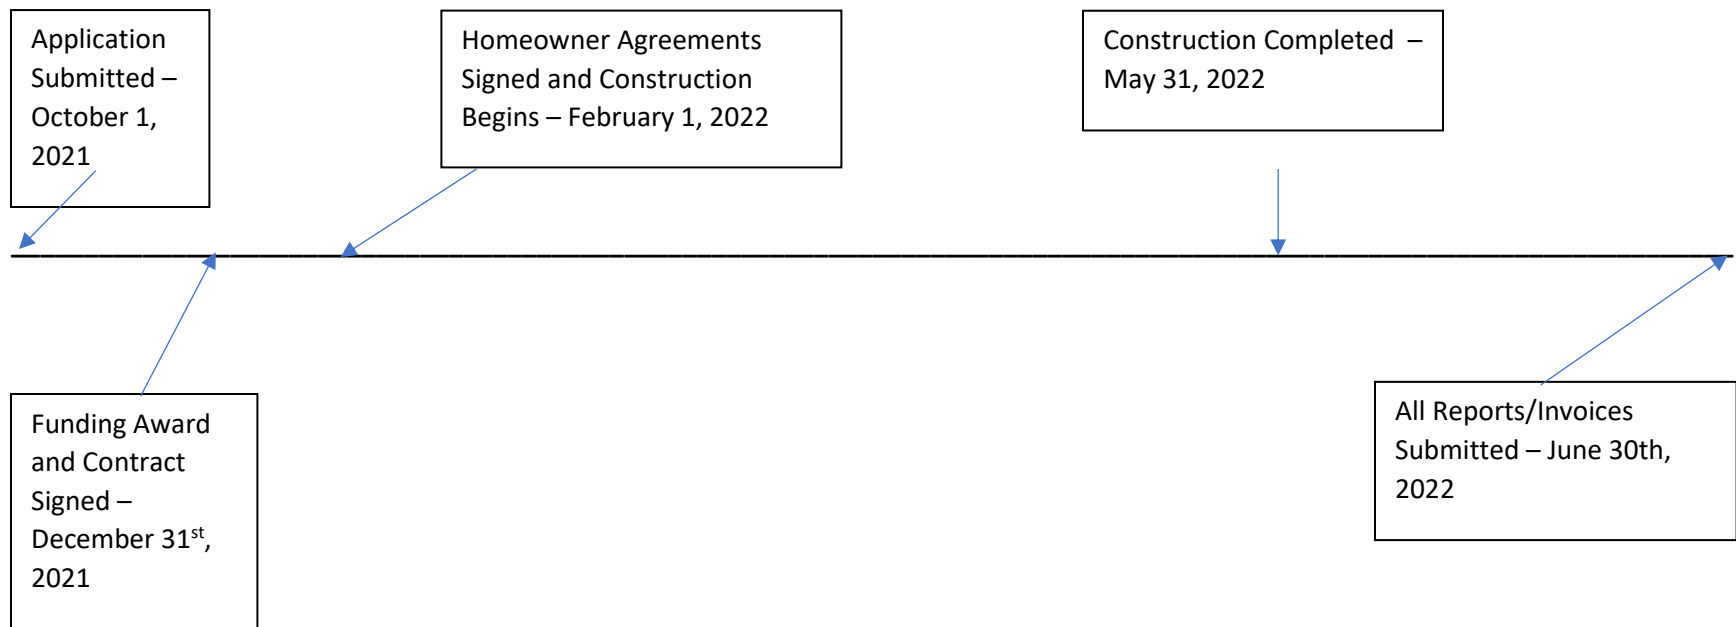 Application
Submitted –
October 1,
2021
Homeowner Agreements
Signed and Construction
Begins – February 1, 2022
Construction Completed –
May 31, 2022
Funding Award
and Contract
Signed –
December 31st,
2021
All Reports/Invoices
Submitted – June 30th,
2022